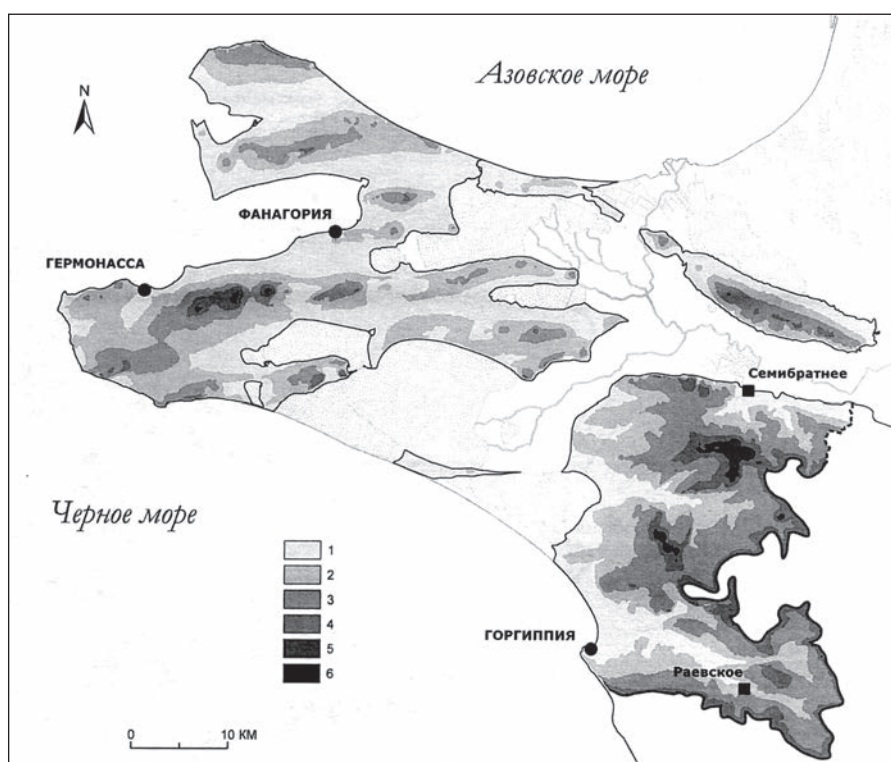 Азовское море
N
ФАНАГОРИЯ
ГЕРМОНАССА
Семибратнее
Черное море
1
2
3
4
5
6
ГОРГИППИЯ
Раевское
0 10 КМ